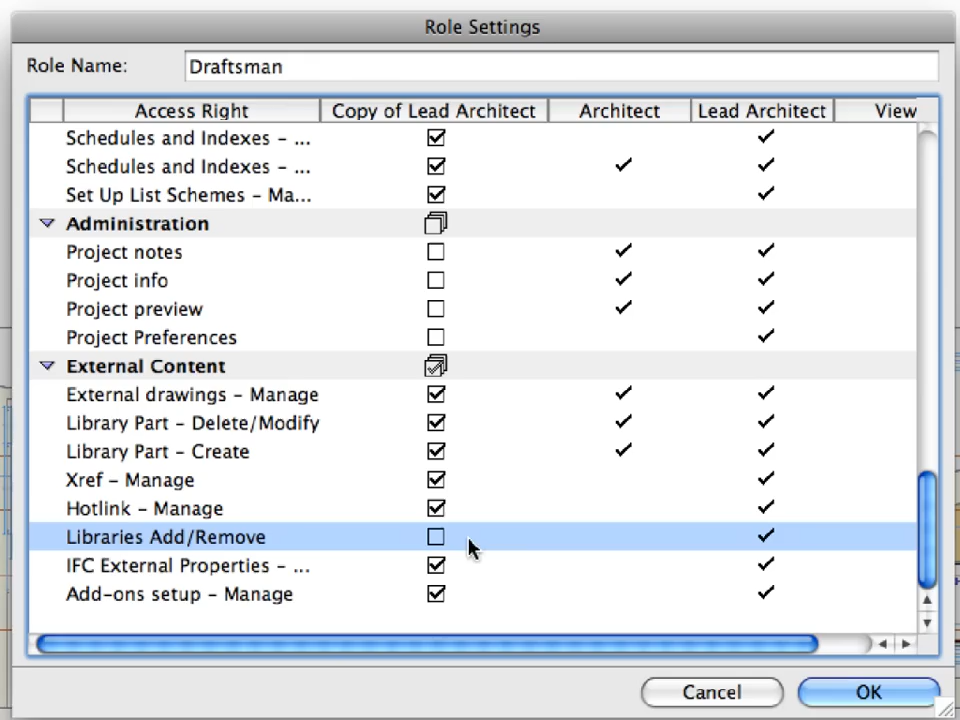 Role Settings
Role Name: Draftsman
Access Right Copy of Lead Architect Architect Lead Architect View
Schedules and Indexes – ...
Schedules and Indexes – ...
Set Up List Schemes – Ma...
Administration
Project notes
Project info
Project preview
Project Preferences
External Content
External drawings – Manage
Library Part – Delete/Modify
Library Part – Create
Xref – Manage
Hotlink – Manage
Libraries Add/Remove
IFC External Properties – ...
Add-ons setup – Manage
Cancel OK